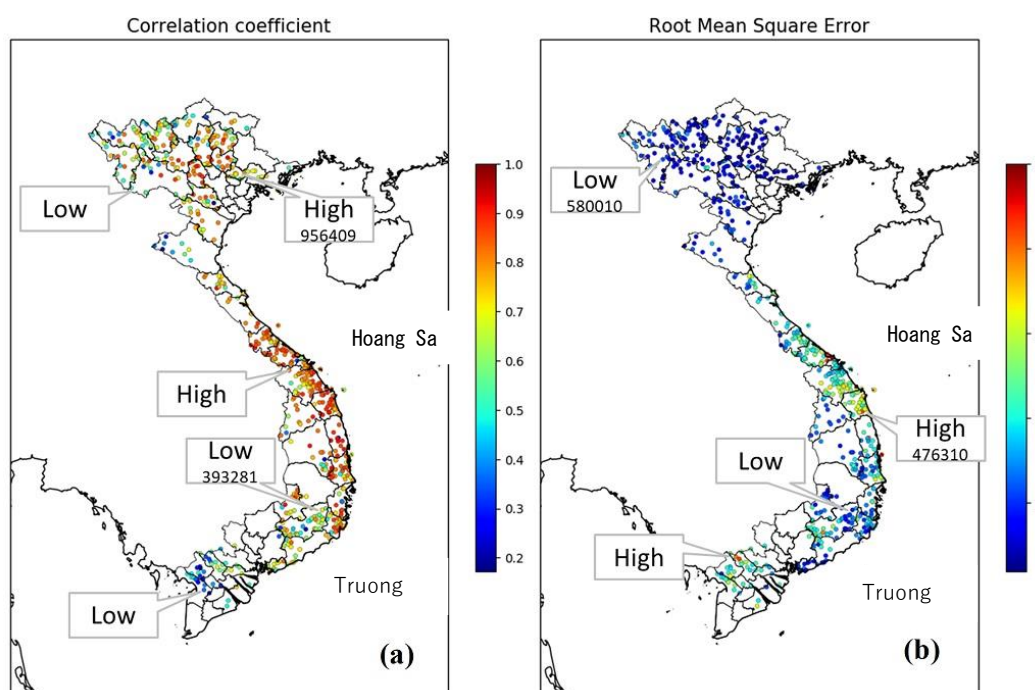 Correlation coefficient
Low
High
956409
1.0
0.9
0.8
0.7
0.6
0.5
0.4
0.3
0.2
Hoang Sa
High
Low
393281
Low
Truong
(a)
Root Mean Square Error
Low
580010
Hoang Sa
High
476310
Low
High
Truong
(b)